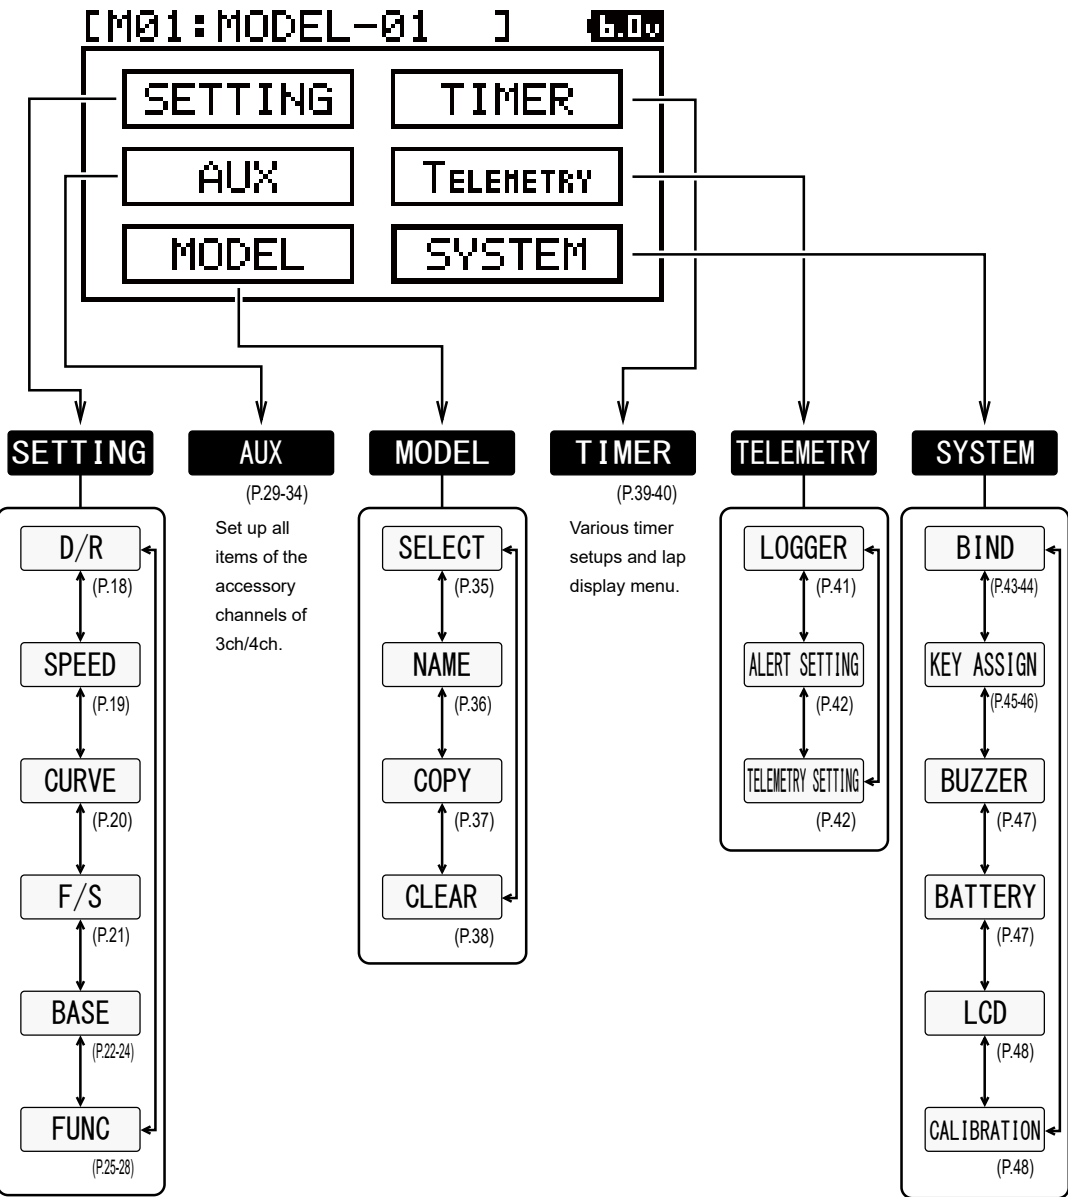 [M01:MODEL-01 ] 6.0v
SETTING
TIMER
AUX
TELEMETRY
MODEL
SYSTEM
SETTING
D/R
(P.18)
SPEED
(P.19)
CURVE
(P.20)
F/S
(P.21)
BASE
(P.22-24)
FUNC
(P.25-28)
AUX
(P.29-34)
Set up all
items of the
accessory
channels of
3ch/4ch.
MODEL
SELECT
(P.35)
NAME
(P.36)
COPY
(P.37)
CLEAR
(P.38)
TIMER
(P.39-40)
Various timer
setups and lap
display menu.
TELEMETRY
LOGGER
(P.41)
ALERT SETTING
(P.42)
TELEMETRY SETTING
(P.42)
SYSTEM
BIND
(P.43-44)
KEY ASSIGN
(P.45-46)
BUZZER
(P.47)
BATTERY
(P.47)
LCD
(P.48)
CALIBRATION
(P.48)